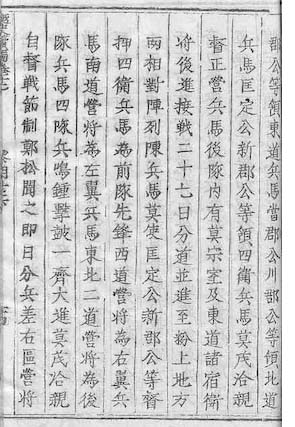 郡公等領東道兵馬當郡公川郡公等領北道
兵馬匡定公新郡公等領四衛兵馬莫茂洽親
督正營兵馬後隊内有莫宗室及東道諸宿衛
將後進接戰二十七日分道並進至粉上地方
兩相對陳列陳兵馬莫使匡定公新郡公等督
押四衛兵馬為前隊先鋒西道營將為右翼兵
馬南道營將為左翼兵馬東北二道營將為後
隊兵馬四隊兵鳴鍾擊鼓一齊大進莫茂洽親
自督戰節制鄭松聞之即日分兵差右區營將